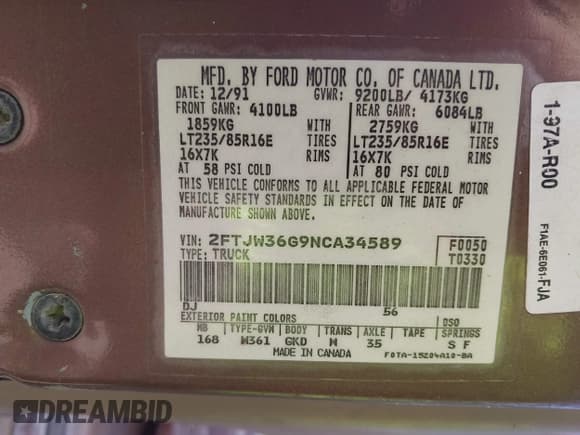 MFD. BY FORD MOTOR CO. OF CANADA LTD.
DATE: 12/91 GVWR: 9200LB/ 4173KG
FRONT GAWR: 4100LB REAR GAWR: 6084LB
1859KG WITH 2759KG WITH
LT235/85R16E TIRES LT235/85R16E TIRES
16X7K RIMS 16X7K RIMS
AT 58 PSI COLD AT 80 PSI COLD
THIS VEHICLE CONFORMS TO ALL APPLICABLE FEDERAL MOTOR
VEHICLE SAFETY STANDARDS IN EFFECT ON THE DATE OF
MANUFACTURE SHOWN ABOVE.
VIN: 2FTJW36G9NCA34589 F0050
TYPE: TRUCK T0330
DJ 56
EXTERIOR PAINT COLORS DSO
WB TYPE-GVW BODY TRANS AXLE TAPE SPRINGS
168 W361 GKD M 35 S F
MADE IN CANADA F0TA-15204A10-BA
1-97A-R00
F1AE-6E061-FJA
DREAMBID